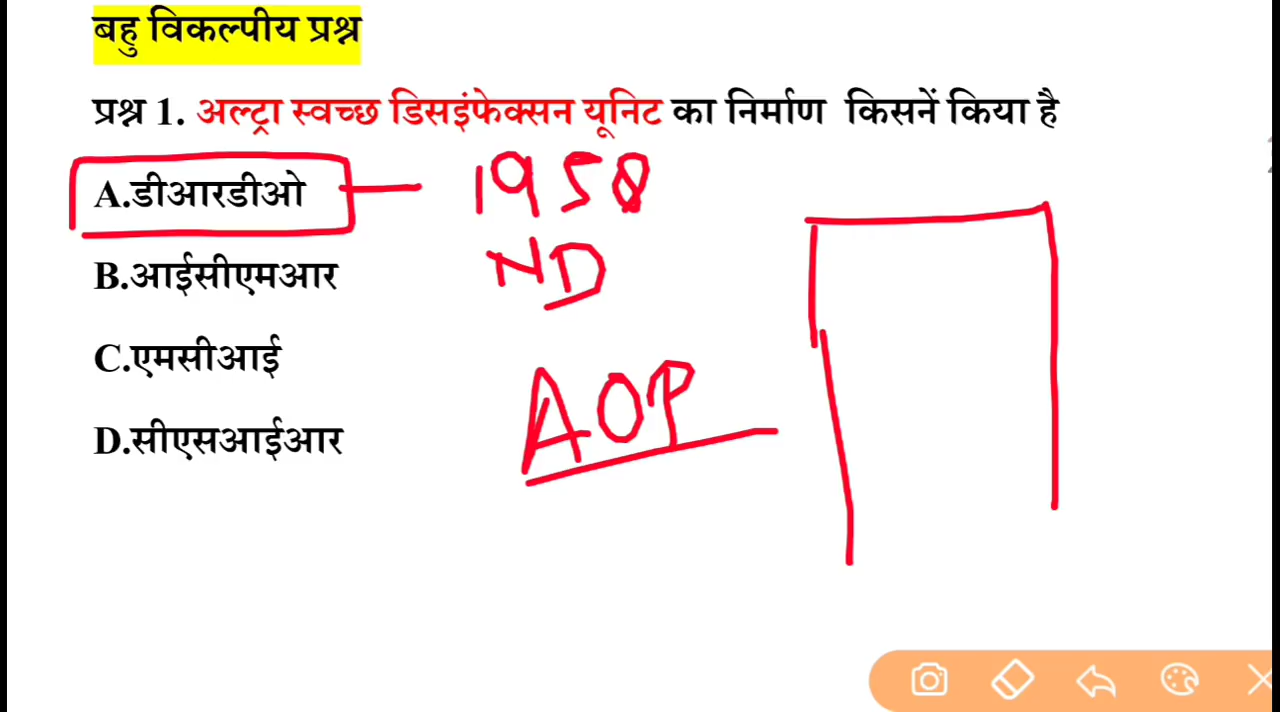 बहु विकल्पीय प्रश्न
प्रश्न 1. अल्ट्रा स्वच्छ डिसइंफेक्सन यूनिट का निर्माण किसनें किया है
A.डीआरडीओ
1958
B.आईसीएमआर
ND
C.एमसीआई
AOP
D.सीएसआईआर